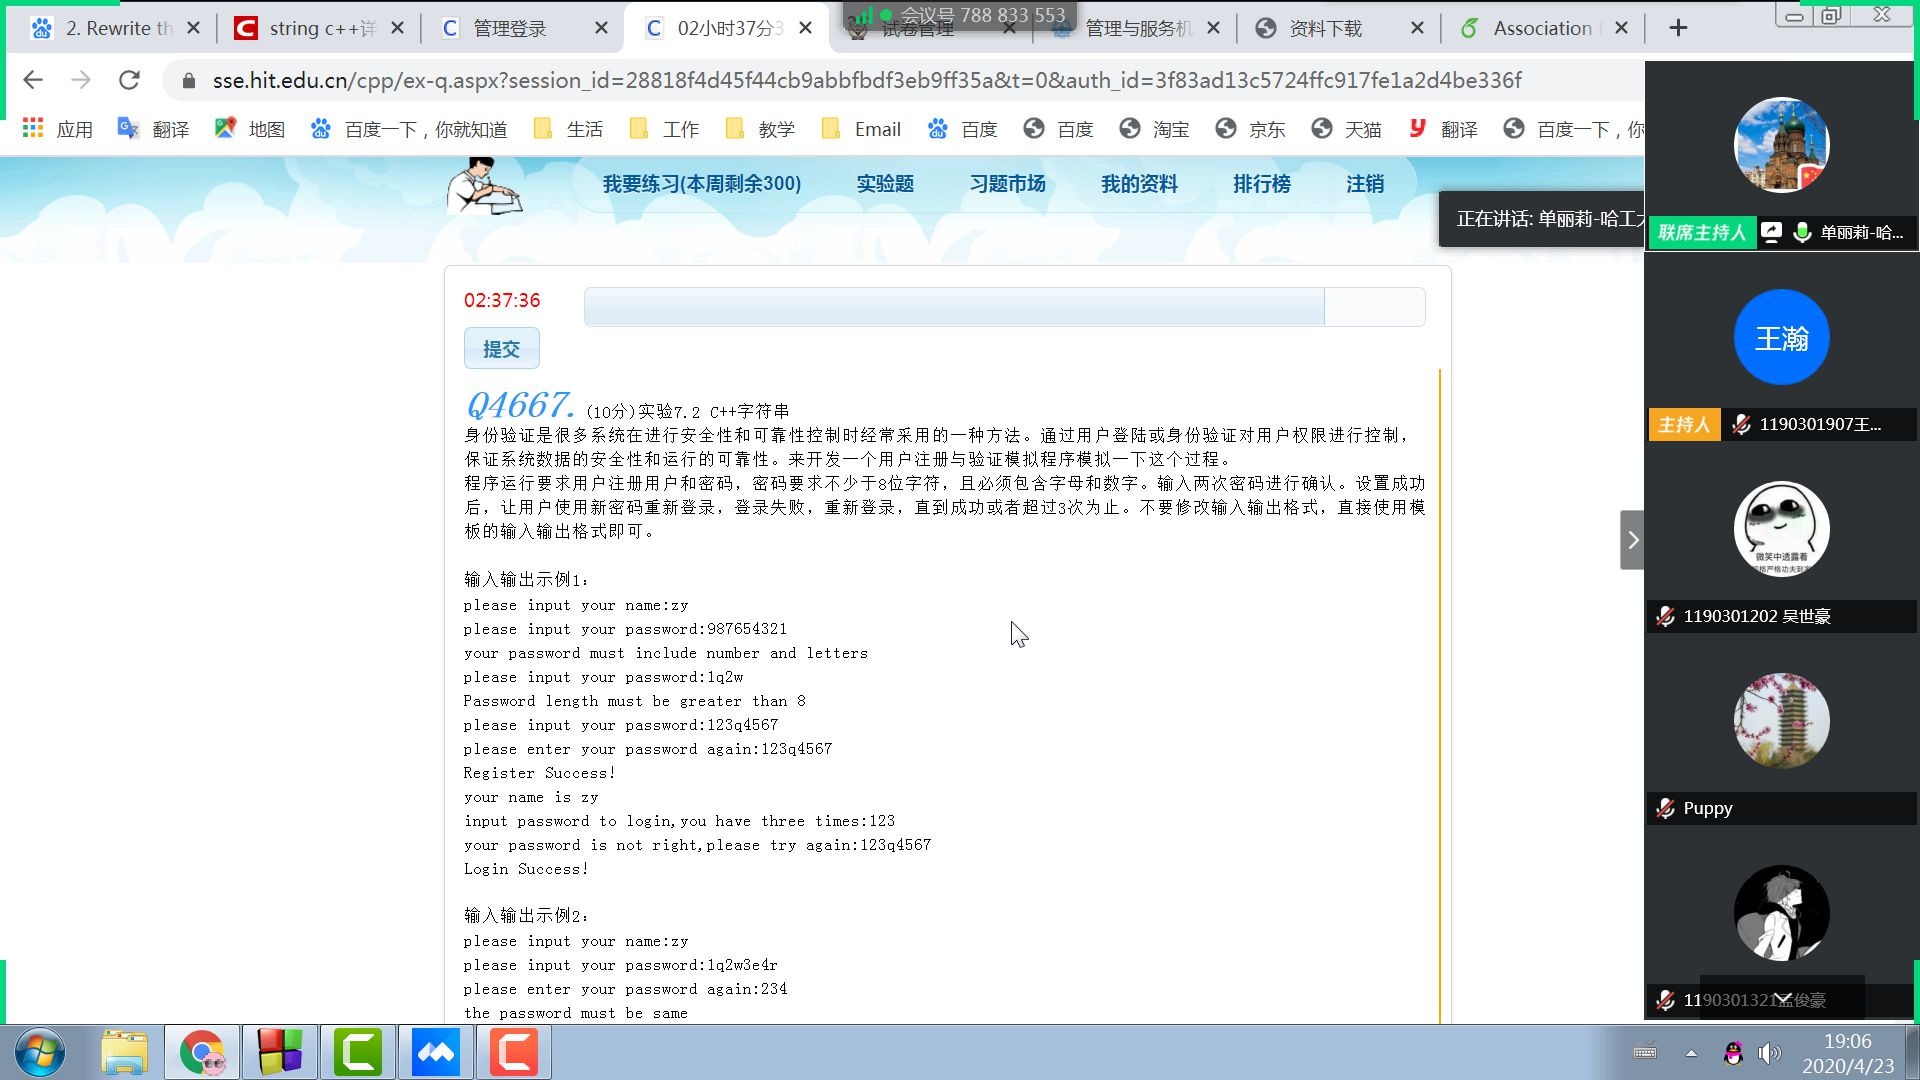 2. Rewrite th
string c++详
管理登录
02小时37分3
会议号 788 833 553
试卷管理
管理与服务机
资料下载
Association f
sse.hit.edu.cn/cpp/ex-q.aspx?session_id=28818f4d45f44cb9abbfbdf3eb9ff35a&t=0&auth_id=3f83ad13c5724ffc917fe1a2d4be336f
应用
翻译
地图
百度一下，你就知道
生活
工作
教学
Email
百度
百度
淘宝
京东
天猫
翻译
百度一下，你
我要练习(本周剩余300)
实验题
习题市场
我的资料
排行榜
注销
正在讲话: 单丽莉-哈工大
联席主持人
单丽莉-哈...
02:37:36
提交
Q4667. (10分)实验7.2 C++字符串
身份验证是很多系统在进行安全性和可靠性控制时经常采用的一种方法。通过用户登陆或身份验证对用户权限进行控制，
保证系统数据的安全性和运行的可靠性。来开发一个用户注册与验证模拟程序模拟一下这个过程。
程序运行要求用户注册用户和密码，密码要求不少于8位字符，且必须包含字母和数字。输入两次密码进行确认。设置成功
后，让用户使用新密码重新登录，登录失败，重新登录，直到成功或者超过3次为止。不要修改输入输出格式，直接使用模
板的输入输出格式即可。
输入输出示例1：
please input your name:zy
please input your password:987654321
your password must include number and letters
please input your password:1q2w
Password length must be greater than 8
please input your password:123q4567
please enter your password again:123q4567
Register Success!
your name is zy
input password to login,you have three times:123
your password is not right,please try again:123q4567
Login Success!
输入输出示例2：
please input your name:zy
please input your password:1q2w3e4r
please enter your password again:234
the password must be same
王瀚
主持人
1190301907王...
微笑中透露着
1190301202 吴世豪
Puppy
1190301321孟俊豪
19:06
2020/4/23